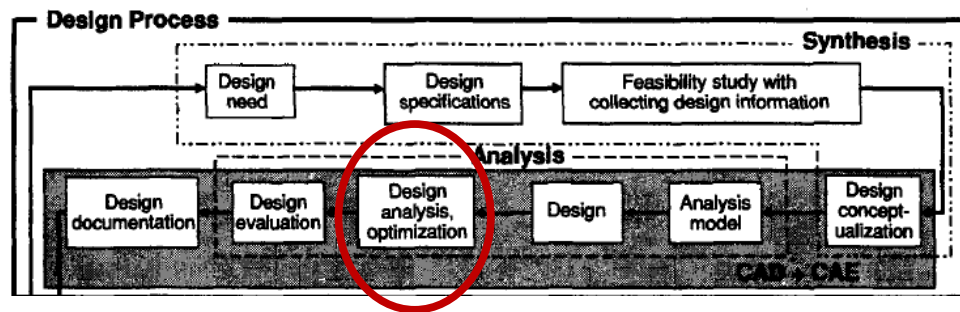 Design Process
Synthesis
Design
need
Design
specifications
Feasibility study with
collecting design information
Analysis
Design
documentation
Design
evaluation
Design
analysis,
optimization
Design
Analysis
model
Design
concept-
ualization
CAD + CAE